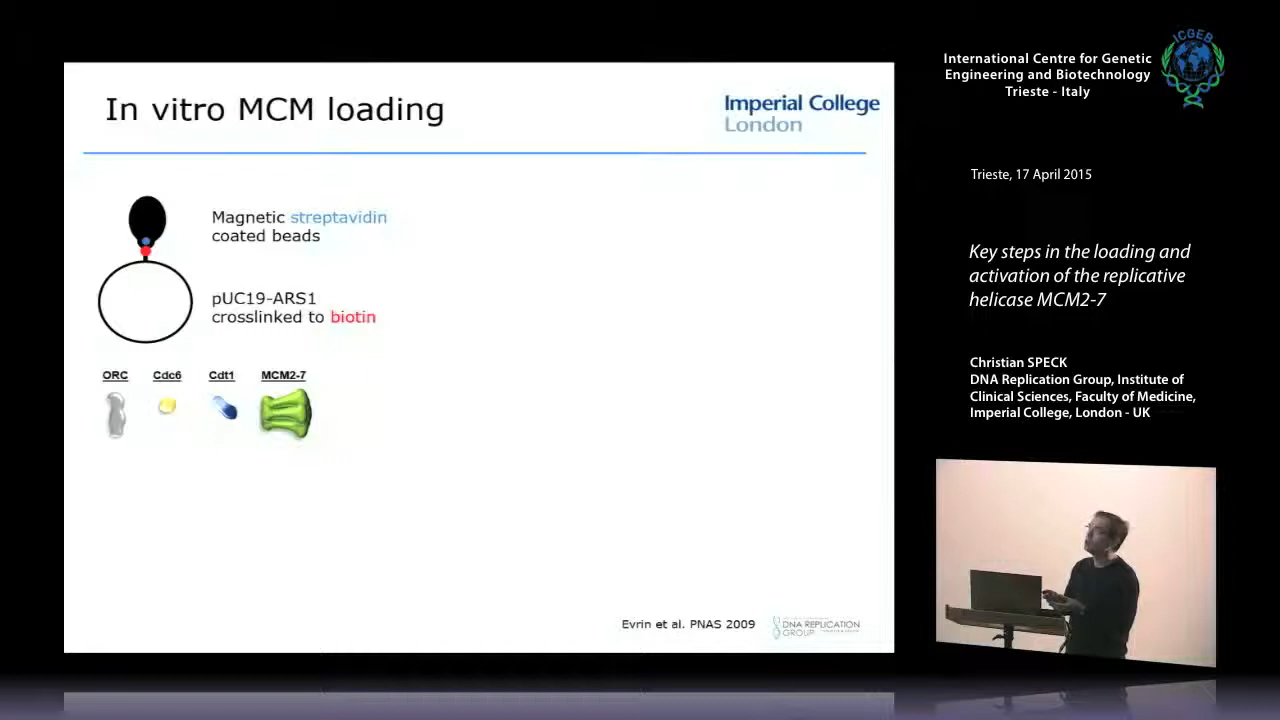 In vitro MCM loading
Imperial College
London
Magnetic streptavidin
coated beads
pUC19-ARS1
crosslinked to biotin
ORC Cdc6 Cdt1 MCM2-7
Evrin et al. PNAS 2009
DNA REPLICATION
GROUP
International Centre for Genetic
Engineering and Biotechnology
Trieste - Italy
ICGEB
Trieste, 17 April 2015
Key steps in the loading and
activation of the replicative
helicase MCM2-7
Christian SPECK
DNA Replication Group, Institute of
Clinical Sciences, Faculty of Medicine,
Imperial College, London - UK